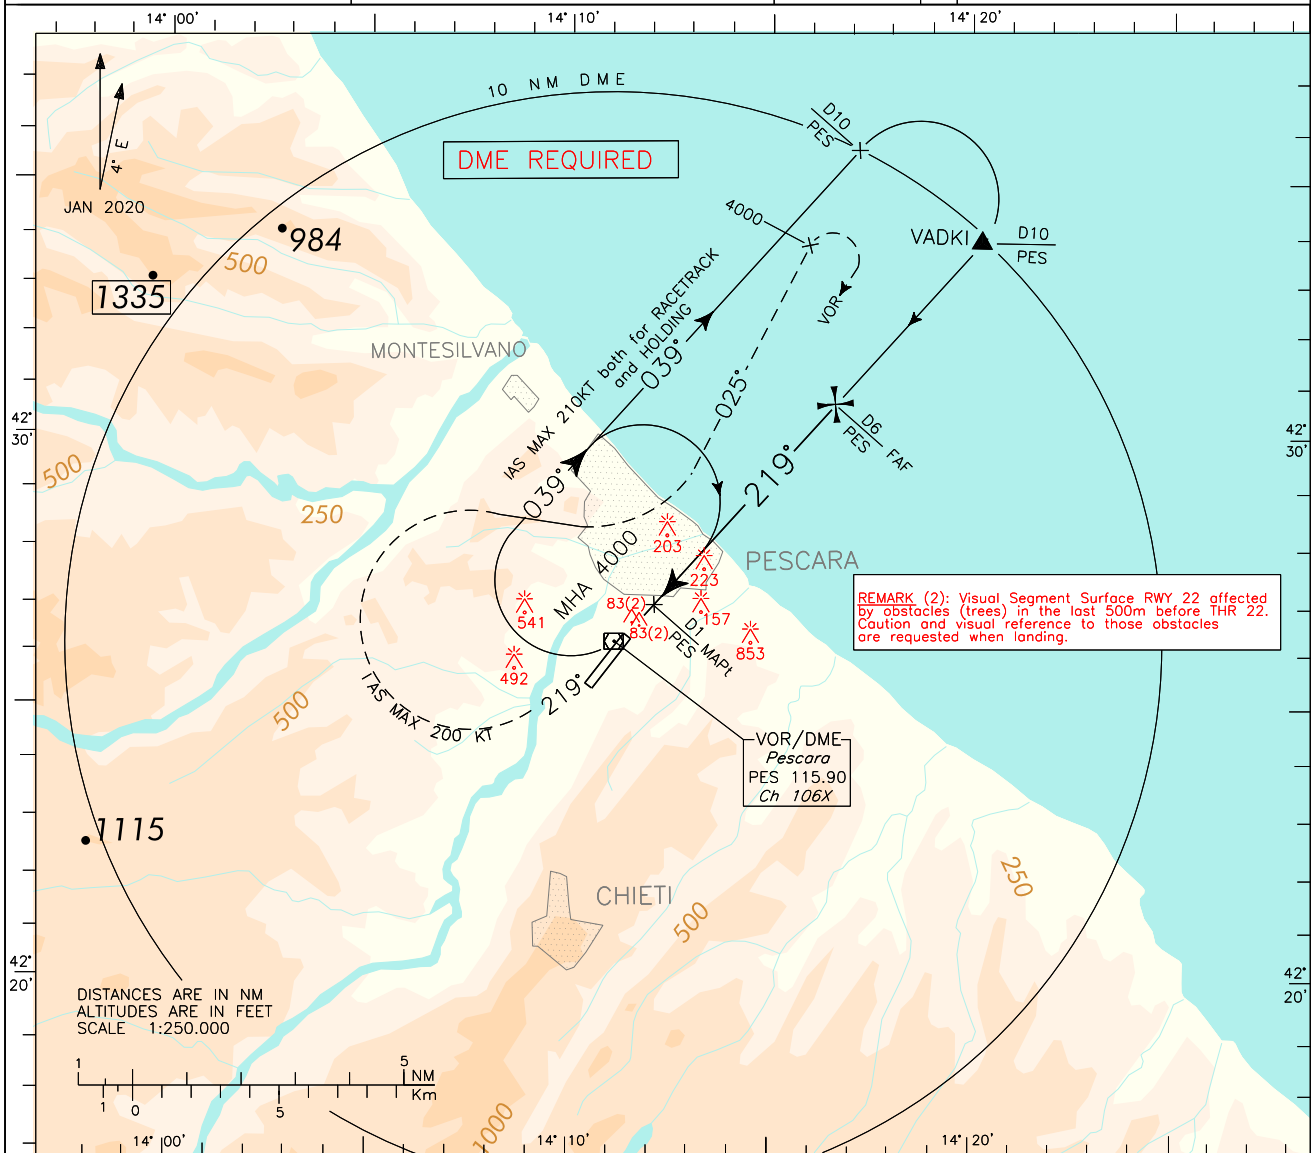 14° 00'
14° 10'
14° 20'
10 NM DME
D10
PES
DME REQUIRED
4° E
JAN 2020
4000
VADKI
D10
PES
984
500
1335
VOR
MONTESILVANO
IAS MAX 210KT both for RACETRACK
and HOLDING
039°
025°
42°
30'
D6
PES
FAF
42°
30'
500
219°
039°
250
203
PESCARA
223
MHA 4000
REMARK (2): Visual Segment Surface RWY 22 affected
by obstacles (trees) in the last 500m before THR 22.
Caution and visual reference to those obstacles
are requested when landing.
83(2)
541
157
83(2)
D1
PES
MAPt
853
492
219°
500
IAS MAX 200 KT
VOR/DME
Pescara
PES 115.90
Ch 106X
1115
250
CHIETI
500
42°
20'
42°
20'
DISTANCES ARE IN NM
ALTITUDES ARE IN FEET
SCALE 1:250.000
1
5
NM
Km
1
0
5
1000
14° 00'
14° 10'
14° 20'